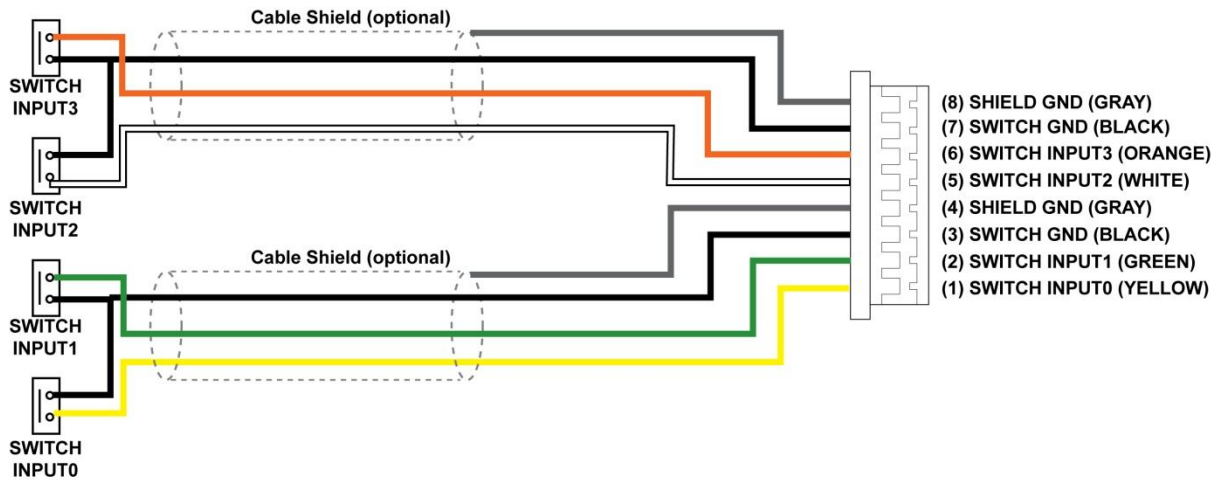 Cable Shield (optional)
SWITCH
INPUT3
SWITCH
INPUT2
Cable Shield (optional)
SWITCH
INPUT1
SWITCH
INPUT0
(8) SHIELD GND (GRAY)
(7) SWITCH GND (BLACK)
(6) SWITCH INPUT3 (ORANGE)
(5) SWITCH INPUT2 (WHITE)
(4) SHIELD GND (GRAY)
(3) SWITCH GND (BLACK)
(2) SWITCH INPUT1 (GREEN)
(1) SWITCH INPUT0 (YELLOW)